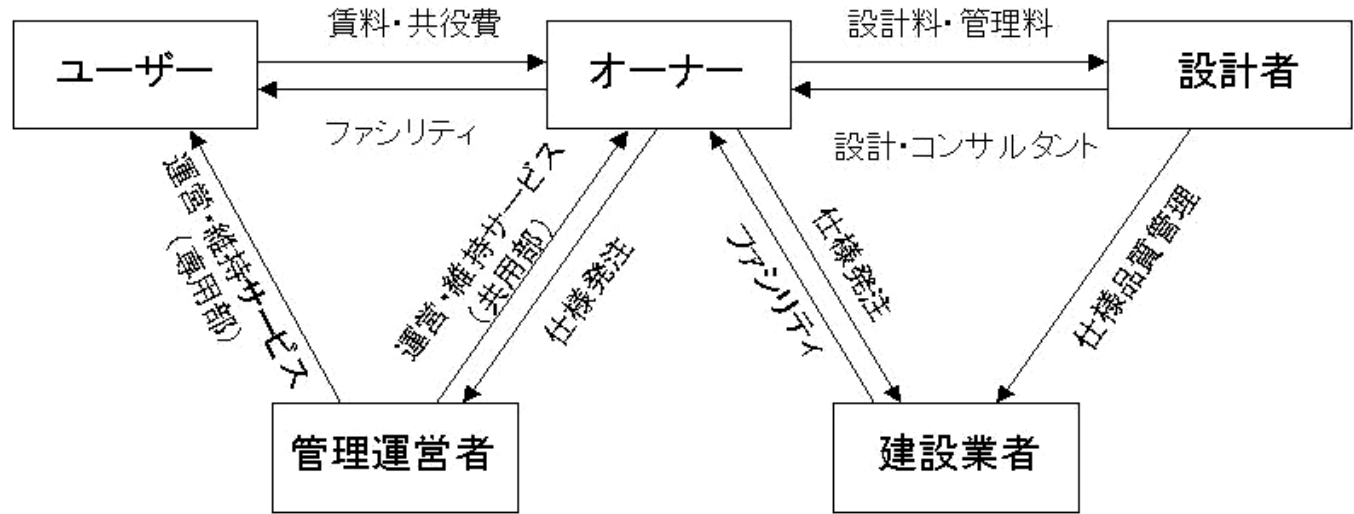 賃料・共役費
設計料・管理料
ユーザー
オーナー
設計者
ファシリティ
設計・コンサルタント
運営・維持サービス
（専用部）
運営・維持サービス
（共用部）
仕様発注
ファシリティ
仕様発注
仕様品質管理
管理運営者
建設業者